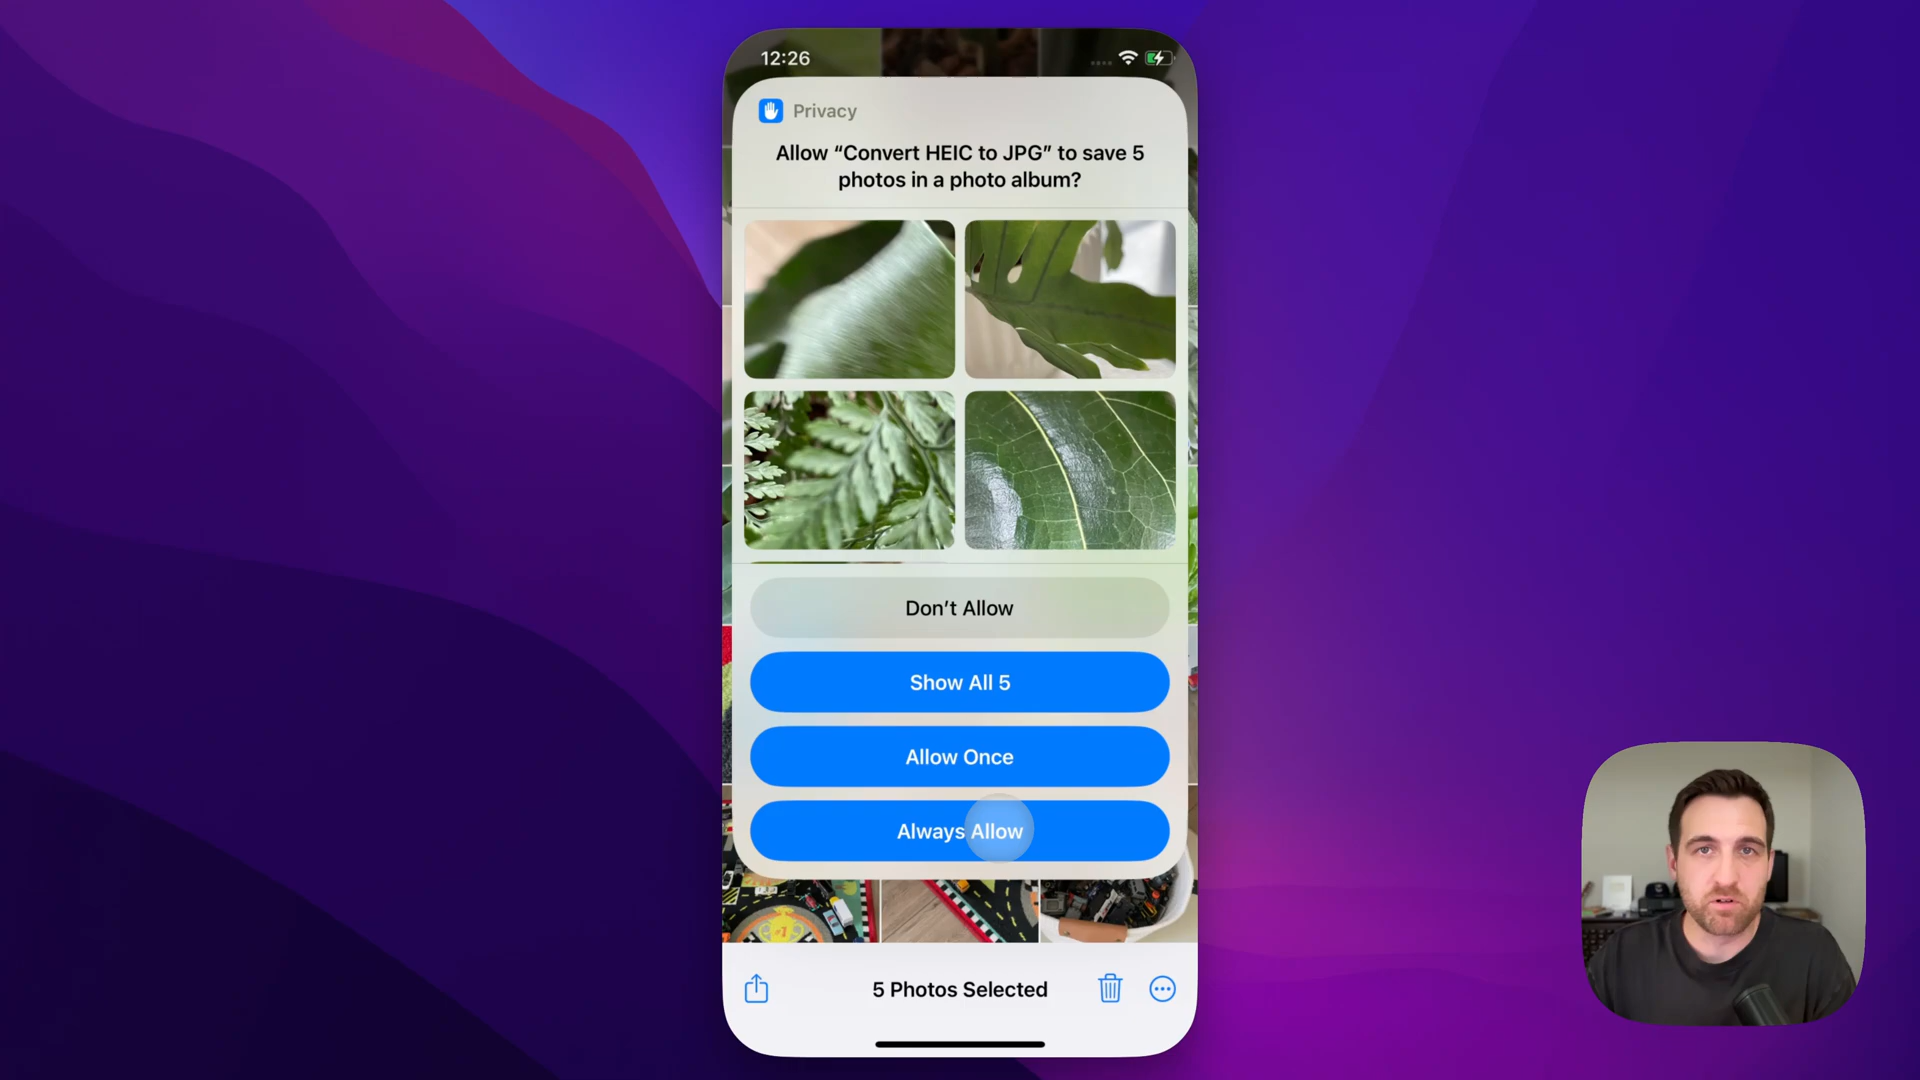 12:26
Privacy
Allow “Convert HEIC to JPG” to save 5
photos in a photo album?
Don’t Allow
Show All 5
Allow Once
Always Allow
#1
5 Photos Selected